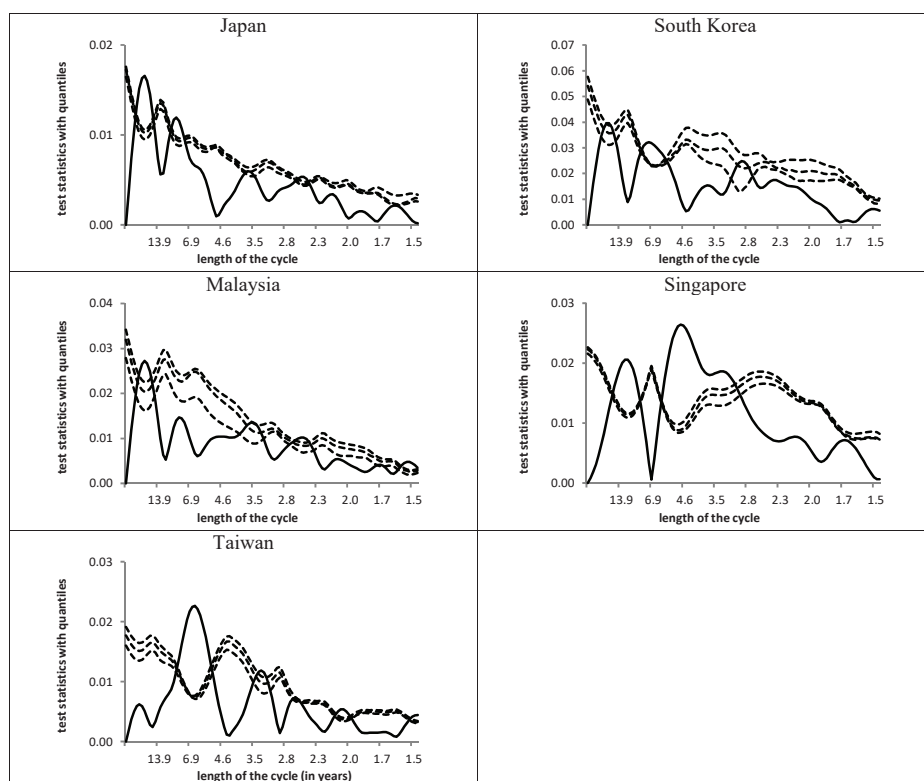 Japan
test statistics with quantiles
0.02
0.01
0.00
13.9 6.9 4.6 3.5 2.8 2.3 2.0 1.7 1.5
length of the cycle
South Korea
test statistics with quantiles
0.07
0.06
0.05
0.04
0.03
0.02
0.01
0.00
13.9 6.9 4.6 3.5 2.8 2.3 2.0 1.7 1.5
length of the cycle
Malaysia
test statistics with quantiles
0.04
0.03
0.02
0.01
0.00
13.9 6.9 4.6 3.5 2.8 2.3 2.0 1.7 1.5
length of the cycle
Singapore
test statistics with quantiles
0.03
0.02
0.01
0.00
13.9 6.9 4.6 3.5 2.8 2.3 2.0 1.7 1.5
length of the cycle
Taiwan
test statistics with quantiles
0.03
0.02
0.01
0.00
13.9 6.9 4.6 3.5 2.8 2.3 2.0 1.7 1.5
length of the cycle (in years)